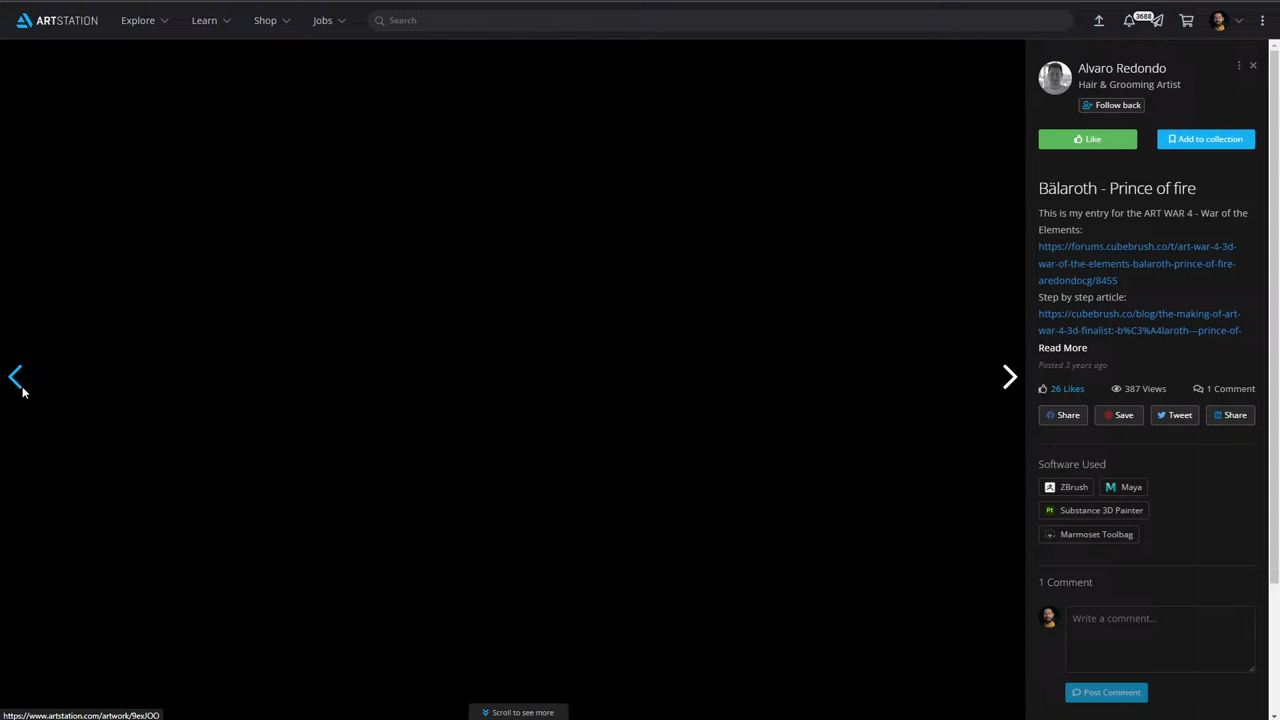 ARTSTATION Explore Learn Shop Jobs Search 3688
Alvaro Redondo
Hair & Grooming Artist
Follow back
Like Add to collection
Bälaroth - Prince of fire
This is my entry for the ART WAR 4 - War of the
Elements:
https://forums.cubebrush.co/t/art-war-4-3d-
war-of-the-elements-balaroth-prince-of-fire-
aredondocg/8455
Step by step article:
https://cubebrush.co/blog/the-making-of-art-
war-4-3d-finalist:-b%C3%A4laroth---prince-of-
Read More
Posted 3 years ago
26 Likes 387 Views 1 Comment
Share Save Tweet Share
Software Used
ZBrush Maya
Pt Substance 3D Painter
Marmoset Toolbag
1 Comment
Write a comment...
Post Comment
Scroll to see more
https://www.artstation.com/artwork/9exJOO